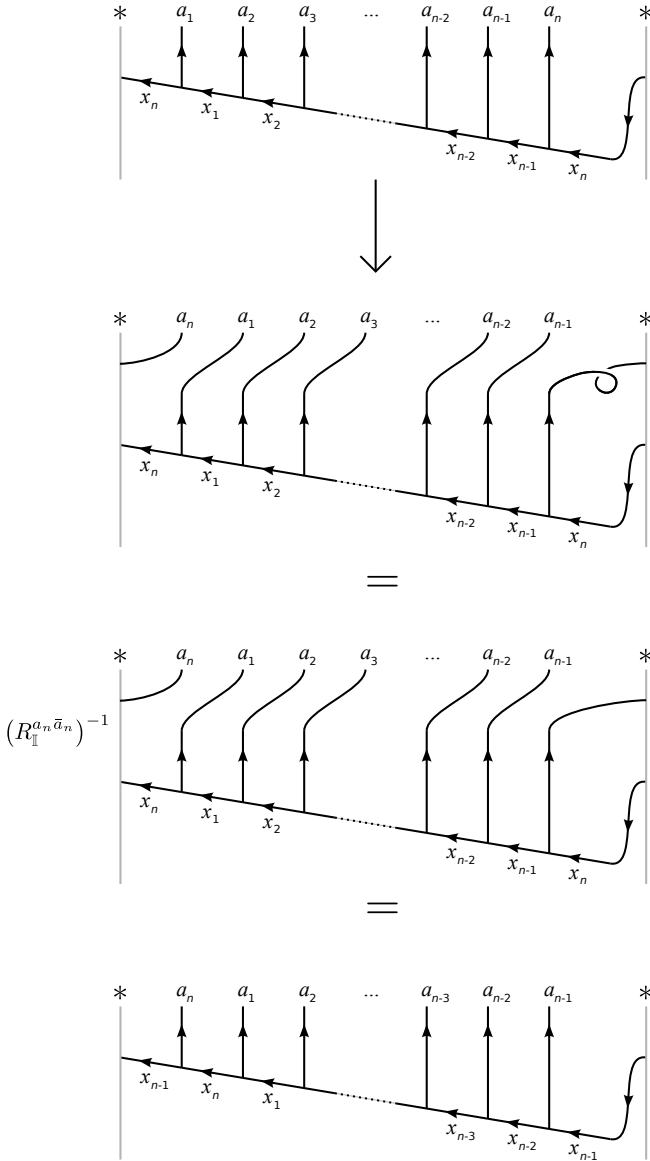 * a₁ a₂ a₃ ... aₙ₋₂ aₙ₋₁ aₙ *
xₙ x₁ x₂ xₙ₋₂ xₙ₋₁ xₙ
* aₙ a₁ a₂ a₃ ... aₙ₋₂ aₙ₋₁ *
xₙ x₁ x₂ xₙ₋₂ xₙ₋₁ xₙ
=
* aₙ a₁ a₂ a₃ ... aₙ₋₂ aₙ₋₁ *
(R_𝕀^{aₙ āₙ})⁻¹
xₙ x₁ x₂ xₙ₋₂ xₙ₋₁ xₙ
=
* aₙ a₁ a₂ ... aₙ₋₃ aₙ₋₂ aₙ₋₁ *
xₙ₋₁ xₙ x₁ xₙ₋₃ xₙ₋₂ xₙ₋₁